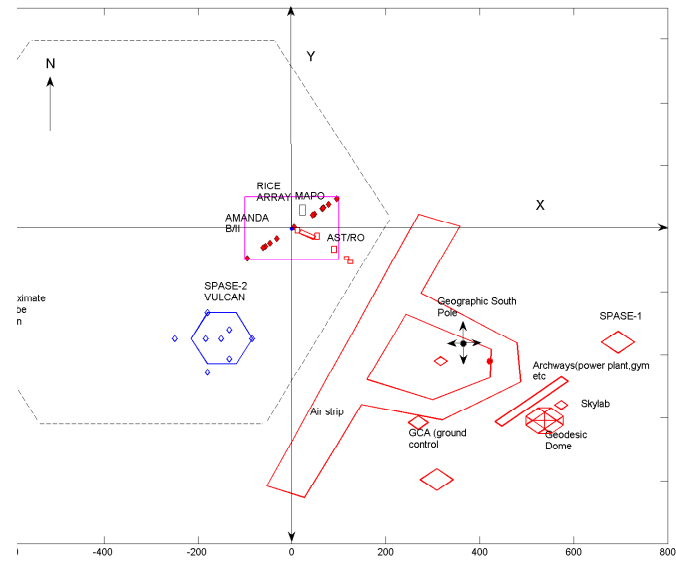 N
Y
RICE
ARRAY MAPO
X
AMANDA
B/II
AST/RO
SPASE-2
VULCAN
ximate
be
n
Geographic South
Pole
SPASE-1
Archways(power plant,gym
etc
Air strip
Skylab
GCA (ground
control
Geodesic
Dome
0 -400 -200 0 200 400 600 800